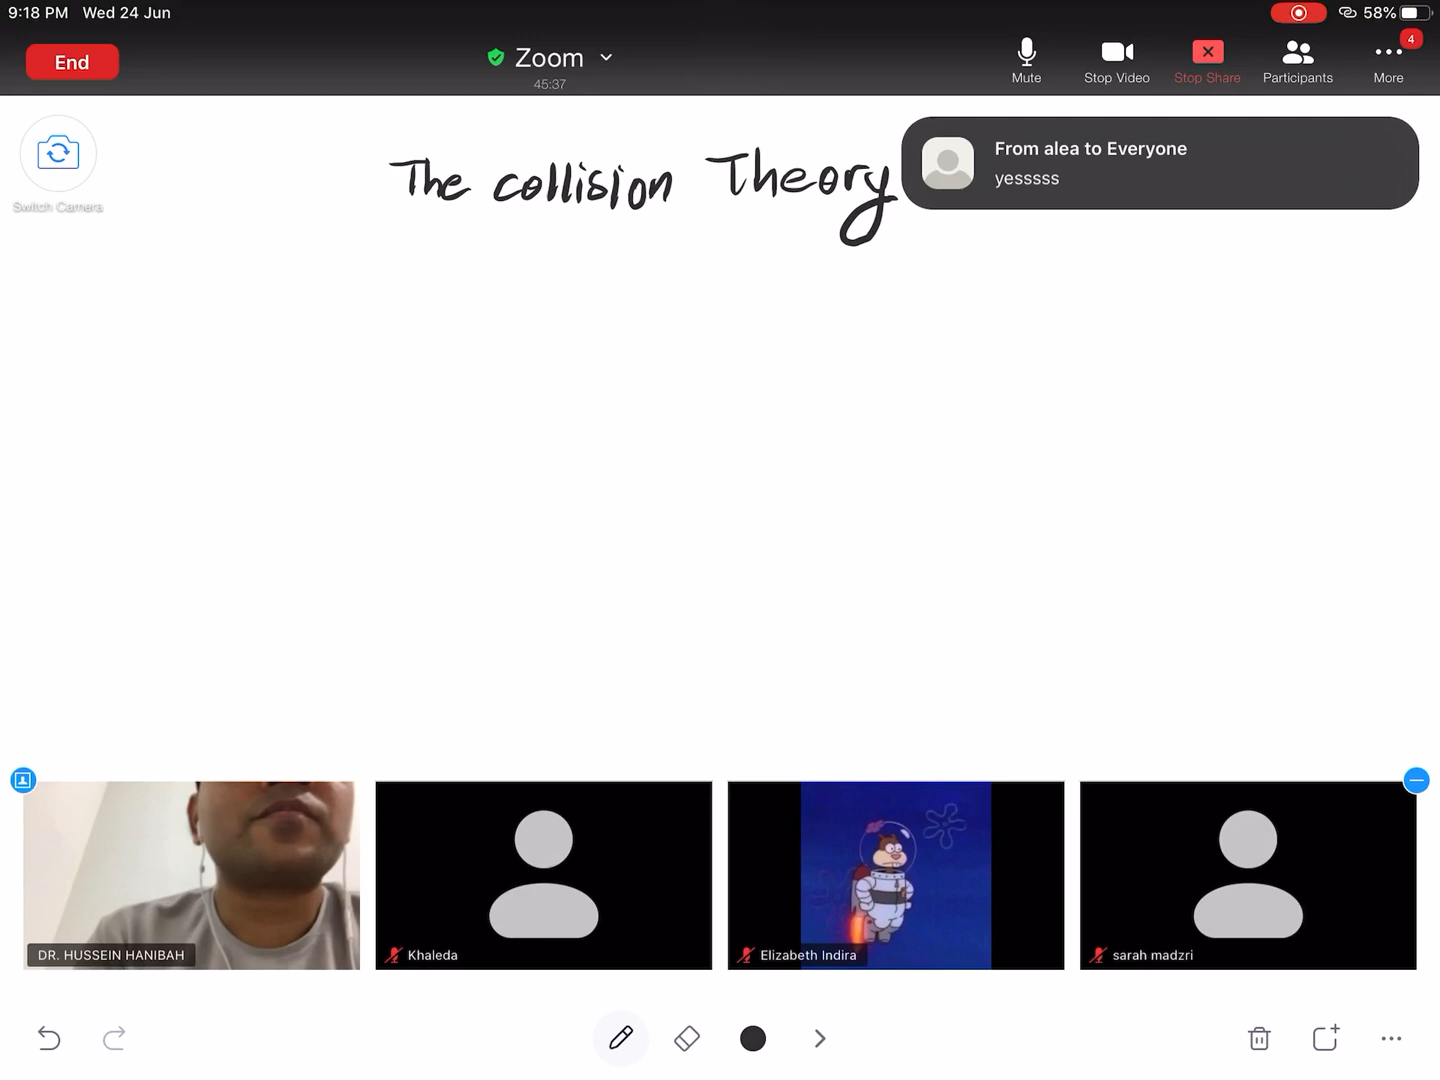 9:18 PM Wed 24 Jun
58%
End
Zoom
45:37
Mute
Stop Video
Stop Share
Participants
More
4
Switch Camera
The collision Theory
From alea to Everyone
yesssss
DR. HUSSEIN HANIBAH
Khaleda
Elizabeth Indira
sarah madzri